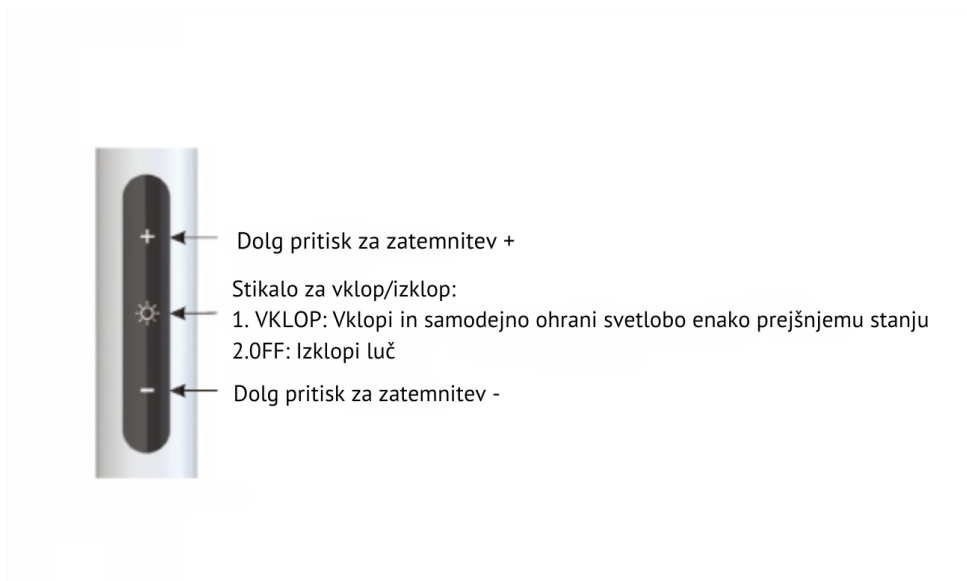 Dolg pritisk za zatemnitev +
Stikalo za vklop/izklop:
1. VKLOP: Vklopi in samodejno ohrani svetlobo enako prejšnjemu stanju
2.0FF: Izklopi luč
Dolg pritisk za zatemnitev -